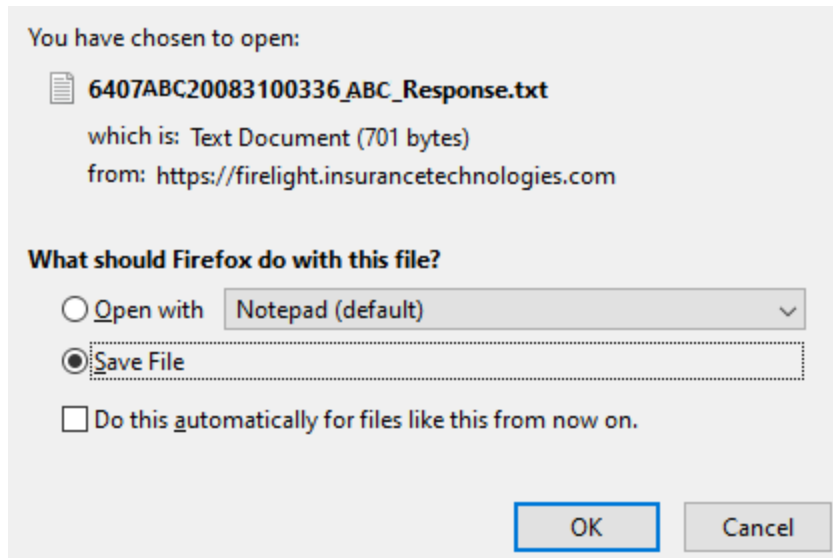 You have chosen to open:
6407ABC20083100336_ABC_Response.txt
which is: Text Document (701 bytes)
from: https://firelight.insurancetechnologies.com
What should Firefox do with this file?
Open with Notepad (default)
Save File
Do this automatically for files like this from now on.
OK Cancel